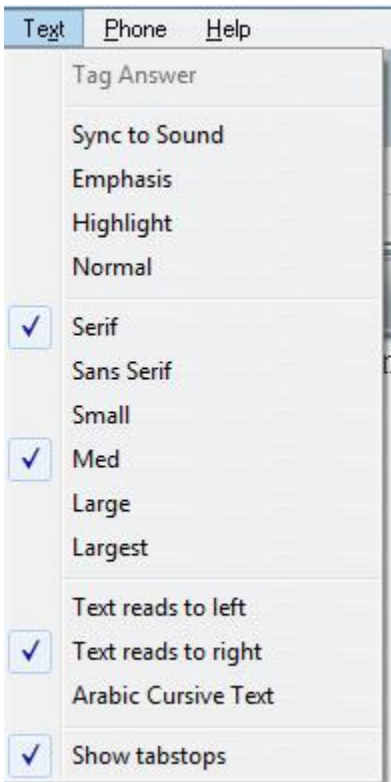 Text Phone Help
Tag Answer
Sync to Sound
Emphasis
Highlight
Normal
Serif
Sans Serif
Small
Med
Large
Largest
Text reads to left
Text reads to right
Arabic Cursive Text
Show tabstops